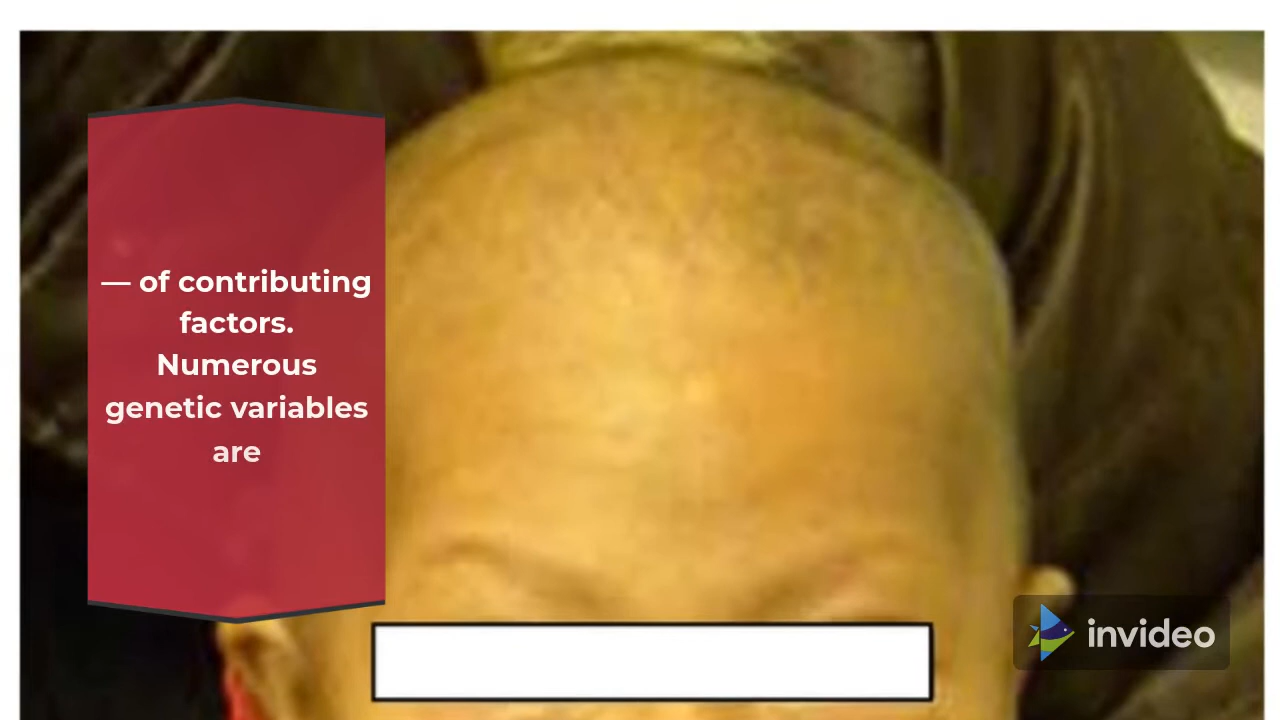 — of contributing
factors.
Numerous
genetic variables
are
invideo